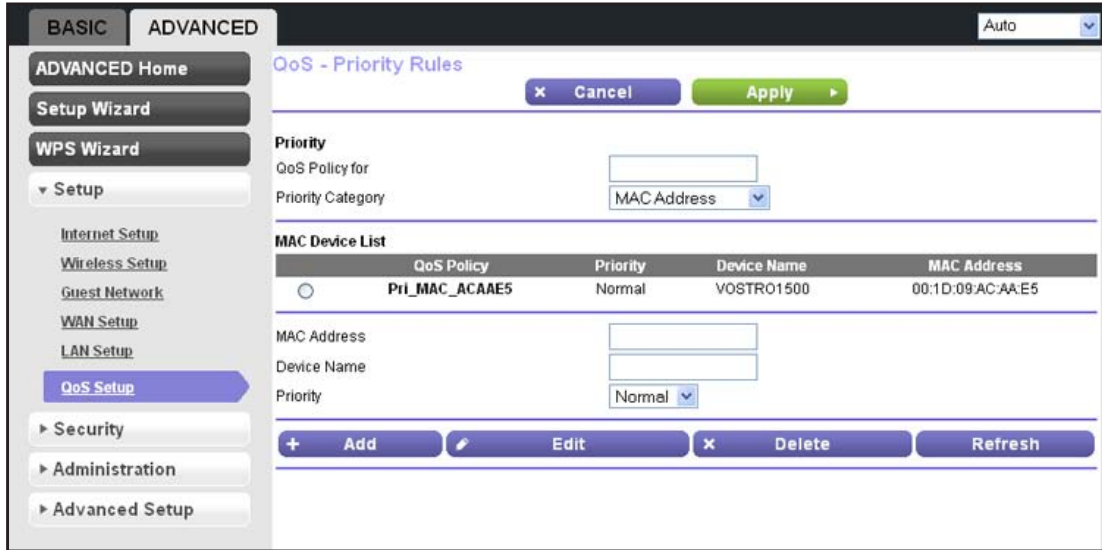 BASIC ADVANCED Auto
ADVANCED Home
Setup Wizard
WPS Wizard
Setup
Internet Setup
Wireless Setup
Guest Network
WAN Setup
LAN Setup
QoS Setup
Security
Administration
Advanced Setup
QoS - Priority Rules
Cancel Apply
Priority
QoS Policy for
Priority Category MAC Address
MAC Device List
QoS Policy Priority Device Name MAC Address
Pri_MAC_ACAAE5 Normal VOSTRO1500 00:1D:09:AC:AA:E5
MAC Address
Device Name
Priority Normal
Add Edit Delete Refresh